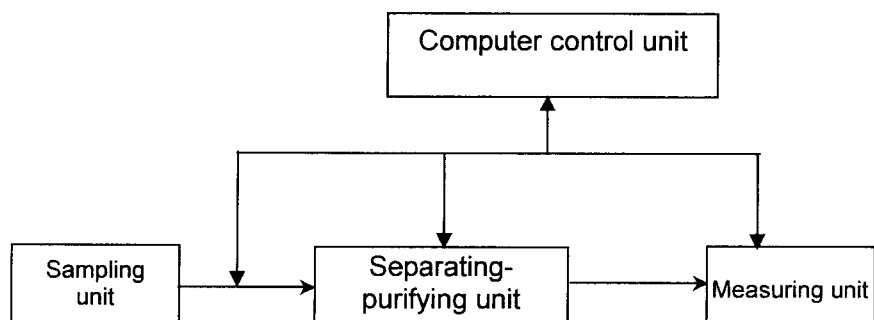 Computer control unit
Sampling
unit
Separating-
purifying unit
Measuring unit